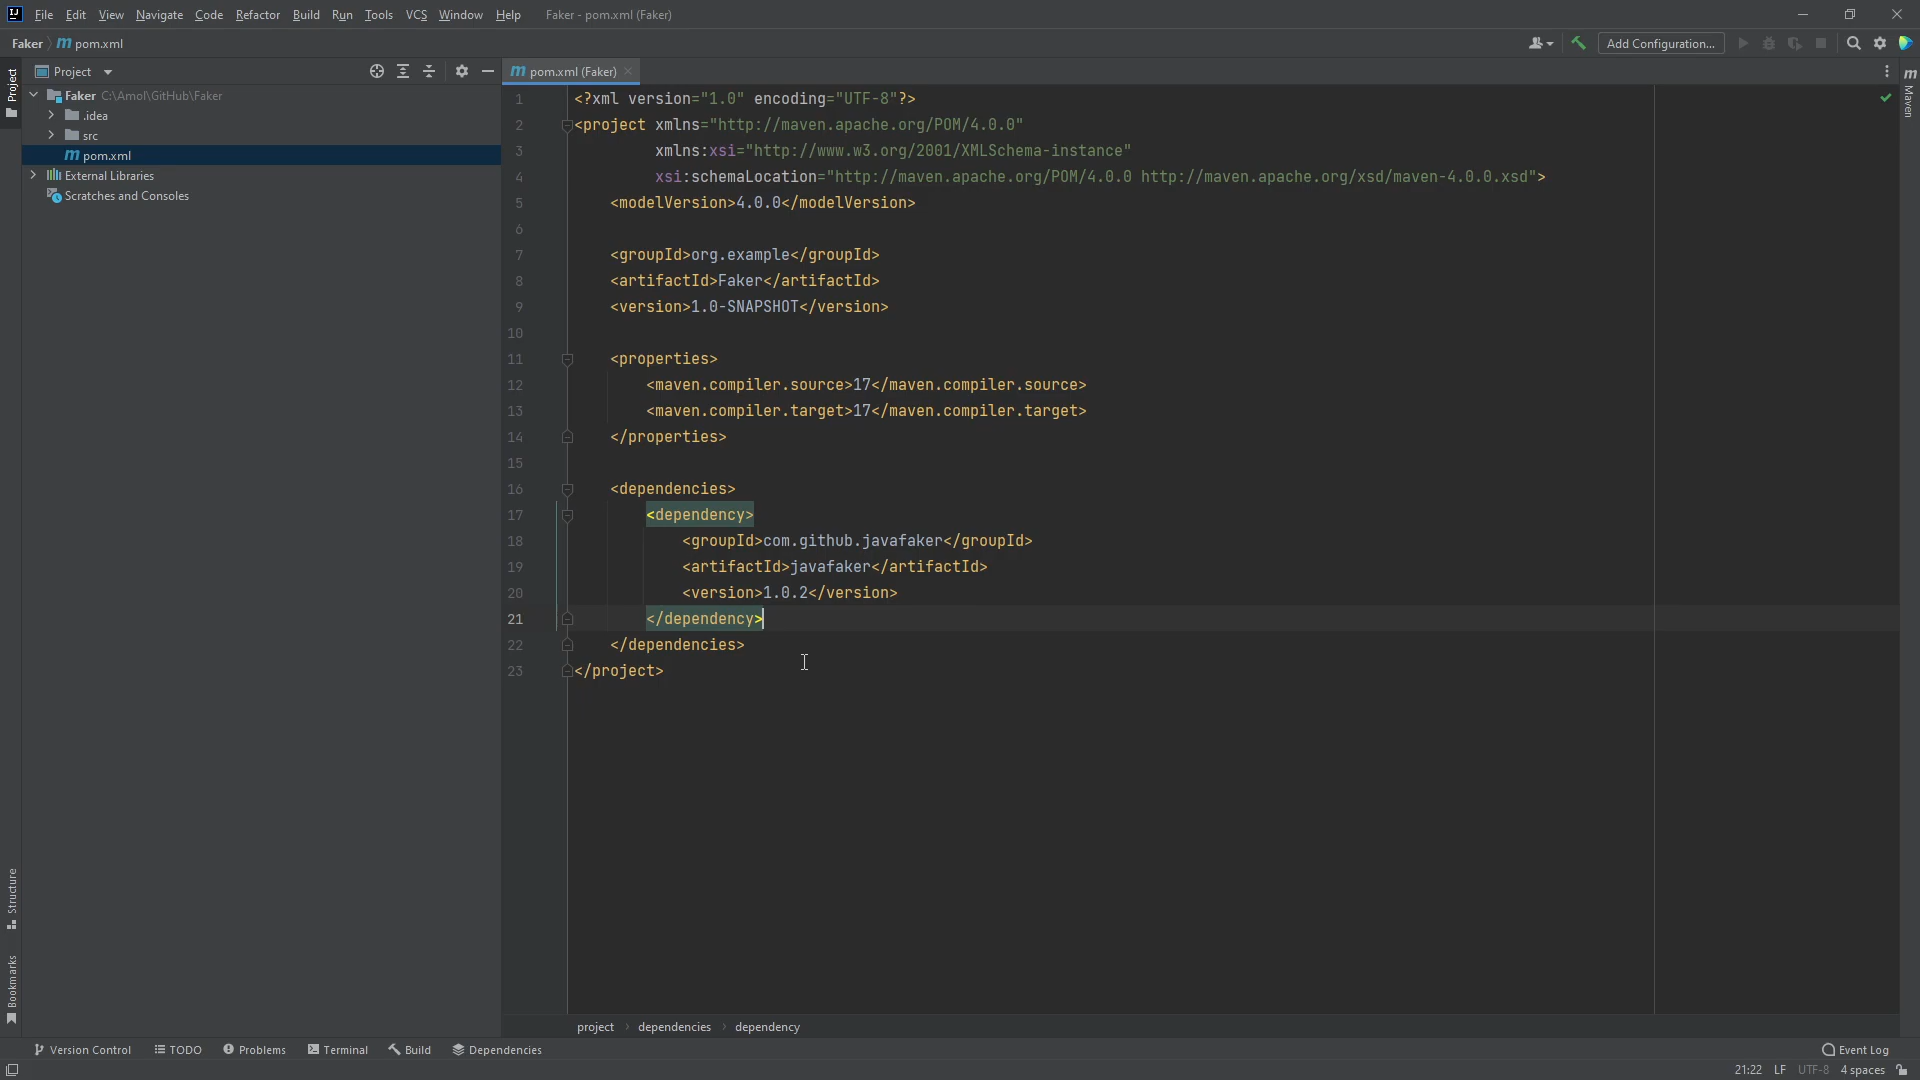 File Edit View Navigate Code Refactor Build Run Tools VCS Window Help Faker - pom.xml (Faker)
Faker pom.xml Add Configuration...
Project
Project
pom.xml (Faker)
Maven
Faker C:\Amol\GitHub\Faker
.idea
src
pom.xml
External Libraries
Scratches and Consoles
1 <?xml version="1.0" encoding="UTF-8"?>
2 <project xmlns="http://maven.apache.org/POM/4.0.0"
3 xmlns:xsi="http://www.w3.org/2001/XMLSchema-instance"
4 xsi:schemaLocation="http://maven.apache.org/POM/4.0.0 http://maven.apache.org/xsd/maven-4.0.0.xsd">
5 <modelVersion>4.0.0</modelVersion>
6
7 <groupId>org.example</groupId>
8 <artifactId>Faker</artifactId>
9 <version>1.0-SNAPSHOT</version>
10
11 <properties>
12 <maven.compiler.source>17</maven.compiler.source>
13 <maven.compiler.target>17</maven.compiler.target>
14 </properties>
15
16 <dependencies>
17 <dependency>
18 <groupId>com.github.javafaker</groupId>
19 <artifactId>javafaker</artifactId>
20 <version>1.0.2</version>
21 </dependency>
22 </dependencies>
23 </project>
Structure
Bookmarks
project dependencies dependency
Version Control TODO Problems Terminal Build Dependencies Event Log
21:22 LF UTF-8 4 spaces